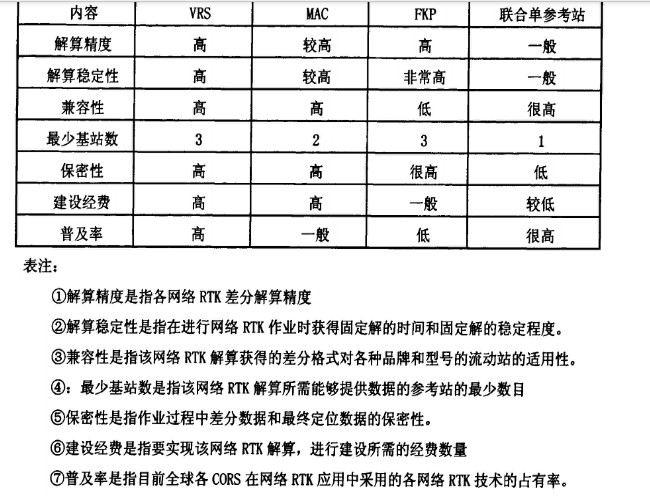 内容 VRS MAC FKP 联合单参考站
解算精度 高 较高 高 一般
解算稳定性 高 较高 非常高 一般
兼容性 高 高 低 很高
最少基站数 3 2 3 1
保密性 高 高 很高 低
建设经费 高 高 一般 较低
普及率 高 一般 低 很高
表注：
①解算精度是指各网络 RTK 差分解算精度
②解算稳定性是指在进行网络 RTK 作业时获得固定解的时间和固定解的稳定程度。
③兼容性是指该网络 RTK 解算获得的差分格式对各种品牌和型号的流动站的适用性。
④：最少基站数是指该网络 RTK 解算所需能够提供数据的参考站的最少数目
⑤保密性是指作业过程中差分数据和最终定位数据的保密性。
⑥建设经费是指要实现该网络 RTK 解算，进行建设所需的经费数量
⑦普及率是指目前全球各 CORS 在网络 RTK 应用中采用的各网络 RTK 技术的占有率。